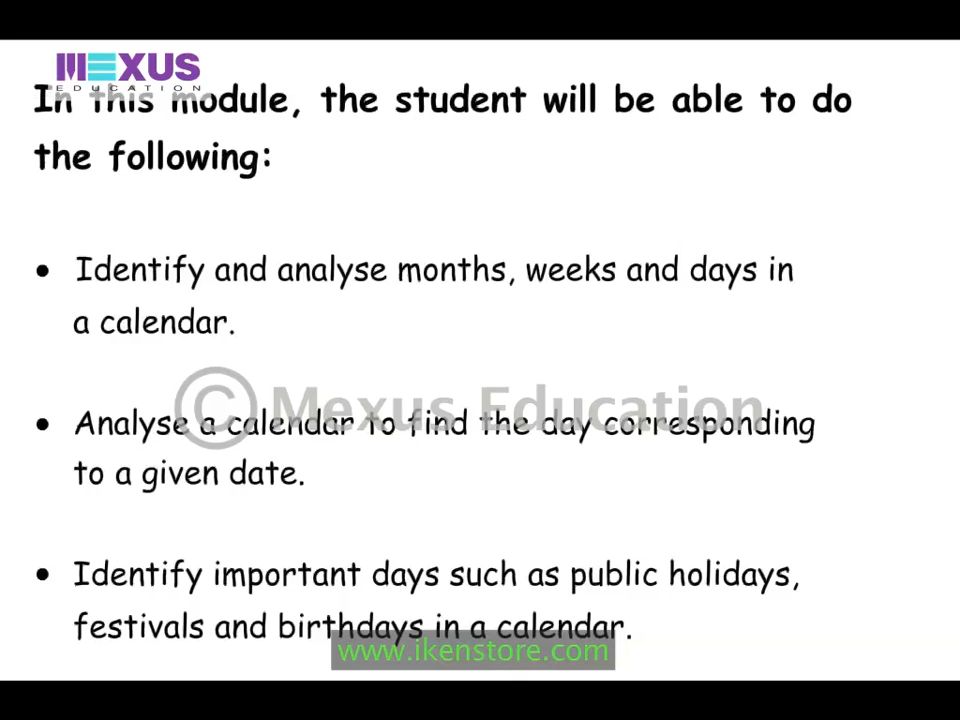 MEXUS
EDUCATION
In this module, the student will be able to do
the following:
• Identify and analyse months, weeks and days in
a calendar.
© Mexus Education
• Analyse a calendar to find the day corresponding
to a given date.
• Identify important days such as public holidays,
festivals and birthdays in a calendar.
www.ikenstore.com